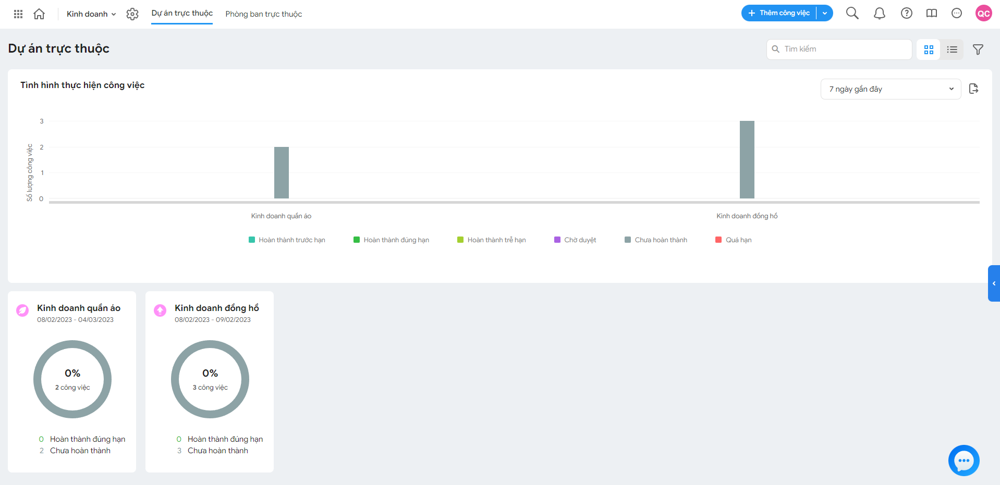 Kinh doanh
Dự án trực thuộc
Phòng ban trực thuộc
Thêm công việc
QC
Dự án trực thuộc
Tìm kiếm
Tình hình thực hiện công việc
7 ngày gần đây
Số lượng công việc
3
2
1
0
Kinh doanh quần áo
Kinh doanh đồng hồ
Hoàn thành trước hạn
Hoàn thành đúng hạn
Hoàn thành trễ hạn
Chờ duyệt
Chưa hoàn thành
Quá hạn
Kinh doanh quần áo
08/02/2023 - 04/03/2023
0%
2 công việc
0 Hoàn thành đúng hạn
2 Chưa hoàn thành
Kinh doanh đồng hồ
08/02/2023 - 09/02/2023
0%
3 công việc
0 Hoàn thành đúng hạn
3 Chưa hoàn thành